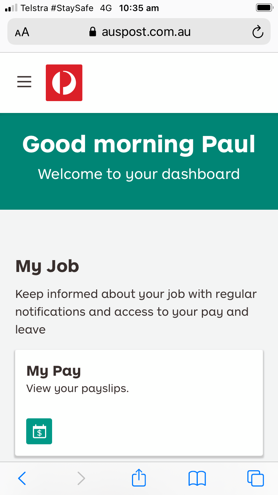 Telstra #StaySafe 4G 10:35 am
AA auspost.com.au
Good morning Paul
Welcome to your dashboard
My Job
Keep informed about your job with regular
notifications and access to your pay and
leave
My Pay
View your payslips.
$